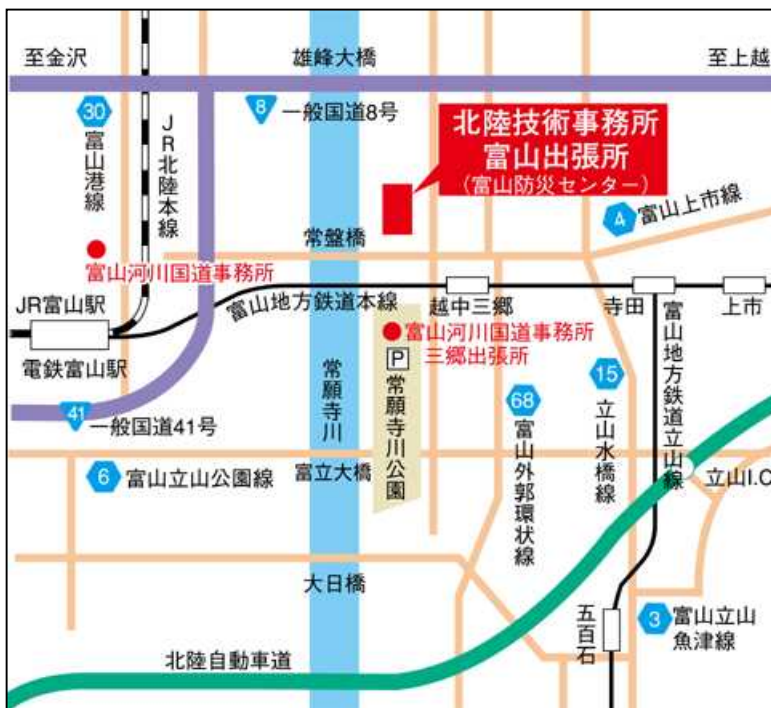 至金沢
雄峰大橋
至上越
30
富山港線
JR北陸本線
8
一般国道8号
北陸技術事務所
富山出張所
(富山防災センター)
4
富山上市線
常盤橋
富山河川国道事務所
JR富山駅
電鉄富山駅
富山地方鉄道本線
越中三郷
寺田
上市
富山河川国道事務所
三郷出張所
P
常願寺川公園
常願寺川
富山地方鉄道立山線
15
立山水橋線
68
富山外郭環状線
41
一般国道41号
6
富山立山公園線
富立大橋
立山I.C
大日橋
五百石
3
富山立山
魚津線
北陸自動車道